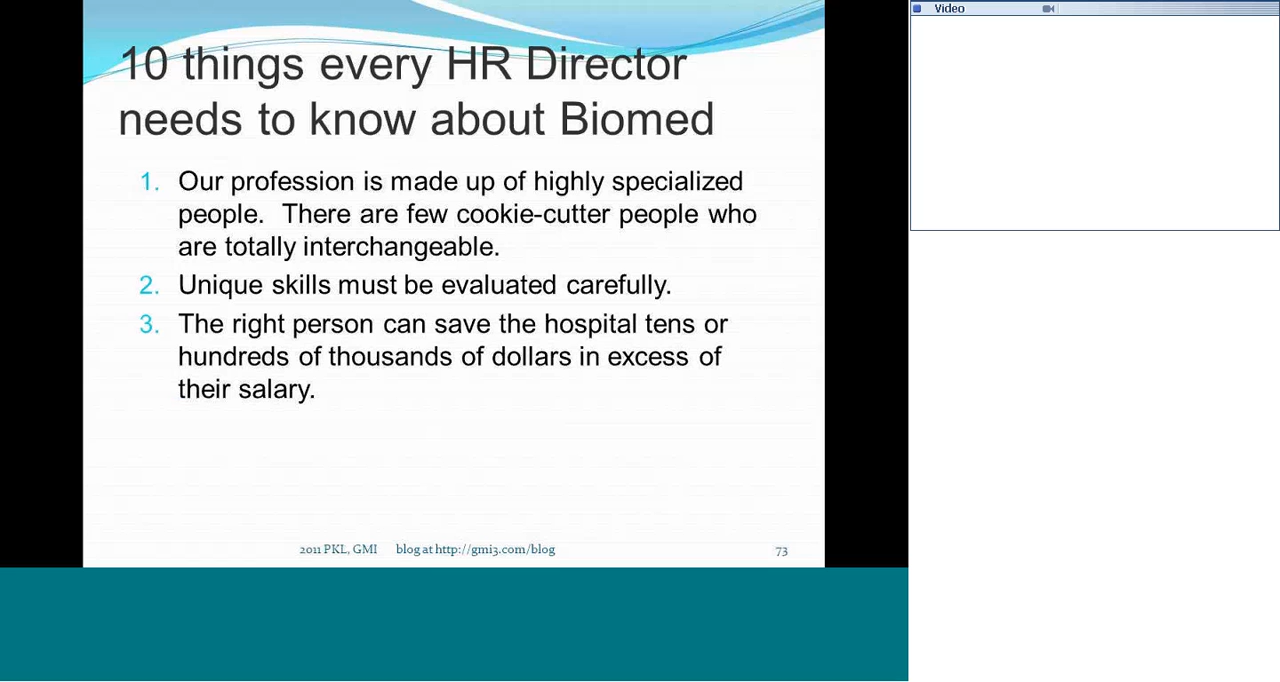 Video
10 things every HR Director
needs to know about Biomed
1. Our profession is made up of highly specialized
people.  There are few cookie-cutter people who
are totally interchangeable.
2. Unique skills must be evaluated carefully.
3. The right person can save the hospital tens or
hundreds of thousands of dollars in excess of
their salary.
2011 PKL, GMI blog at http://gmi3.com/blog 73